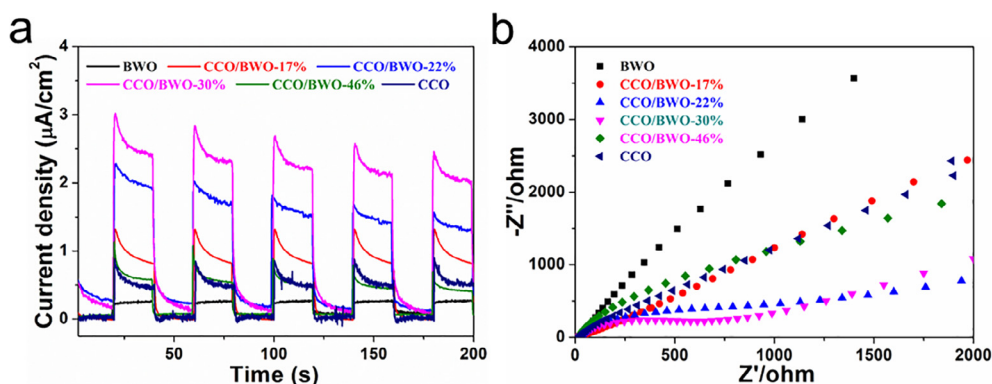 a
b
4
3
2
1
0
50
100
150
200
Current density (μA/cm²)
Time (s)
BWO
CCO/BWO-17%
CCO/BWO-22%
CCO/BWO-30%
CCO/BWO-46%
CCO
4000
3000
2000
1000
0
0
500
1000
1500
2000
-Z''/ohm
Z'/ohm
BWO
CCO/BWO-17%
CCO/BWO-22%
CCO/BWO-30%
CCO/BWO-46%
CCO